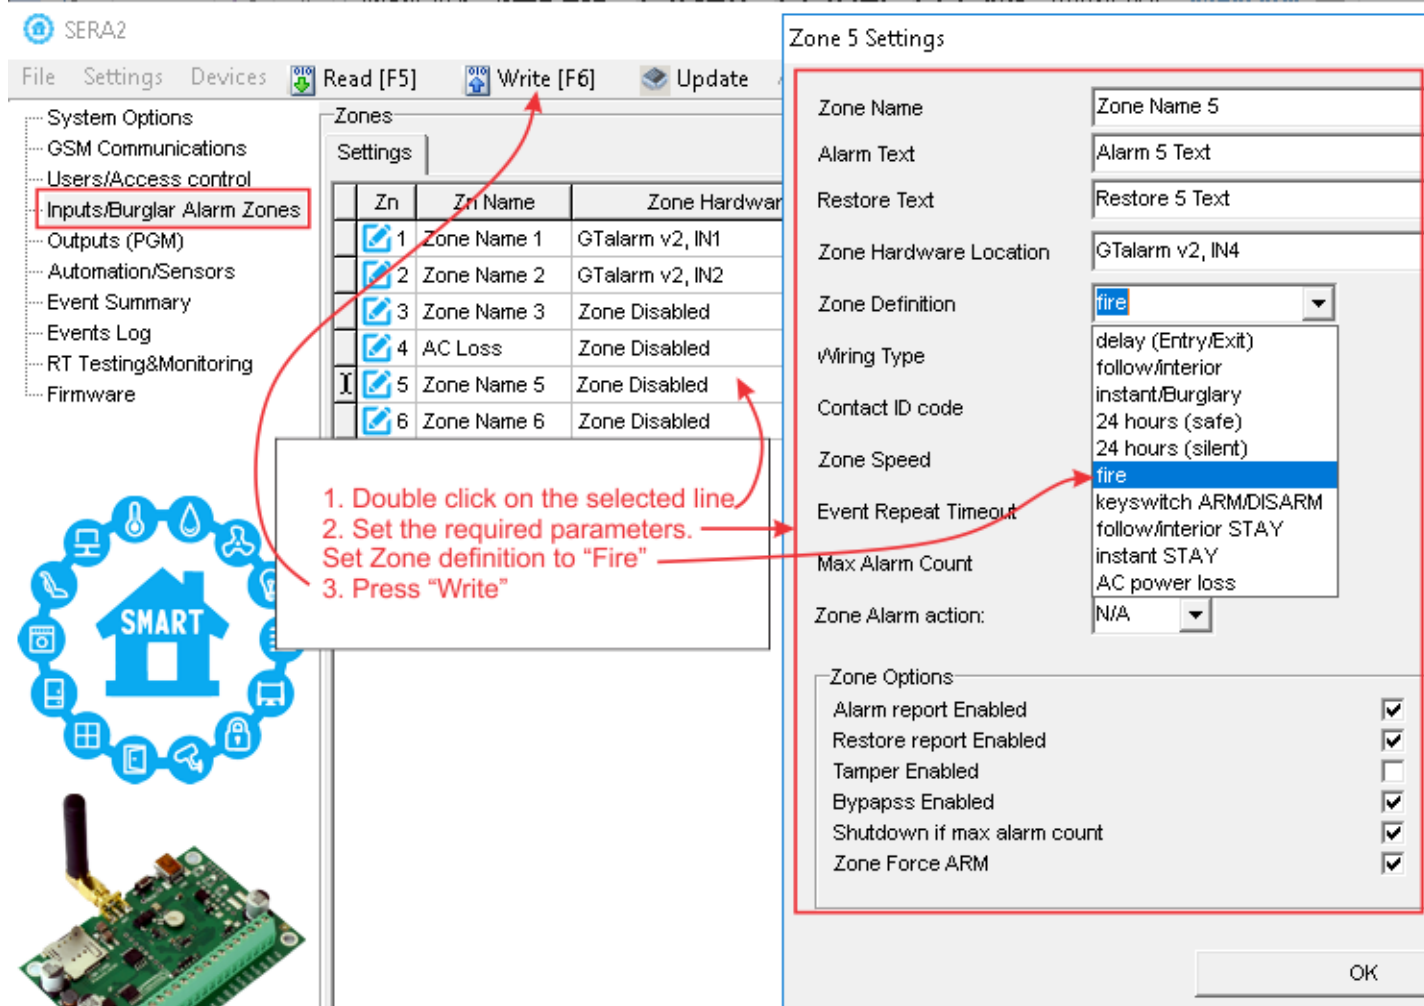 SERA2
File Settings Devices Read [F5] Write [F6] Update
System Options
GSM Communications
Users/Access control
Inputs/Burglar Alarm Zones
Outputs (PGM)
Automation/Sensors
Event Summary
Events Log
RT Testing&Monitoring
Firmware
SMART
Zones
Settings
Zn Zn Name Zone Hardwar
1 Zone Name 1 GTalarm v2, IN1
2 Zone Name 2 GTalarm v2, IN2
3 Zone Name 3 Zone Disabled
4 AC Loss Zone Disabled
5 Zone Name 5 Zone Disabled
6 Zone Name 6 Zone Disabled
1. Double click on the selected line
2. Set the required parameters.
Set Zone definition to “Fire”
3. Press “Write”
Zone 5 Settings
Zone Name Zone Name 5
Alarm Text Alarm 5 Text
Restore Text Restore 5 Text
Zone Hardware Location GTalarm v2, IN4
Zone Definition fire
Wiring Type
Contact ID code
Zone Speed
Event Repeat Timeout
Max Alarm Count
delay (Entry/Exit)
follow/interior
instant/Burglary
24 hours (safe)
24 hours (silent)
fire
keyswitch ARM/DISARM
follow/interior STAY
instant STAY
AC power loss
Zone Alarm action: N/A
Zone Options
Alarm report Enabled
Restore report Enabled
Tamper Enabled
Bypapss Enabled
Shutdown if max alarm count
Zone Force ARM
OK